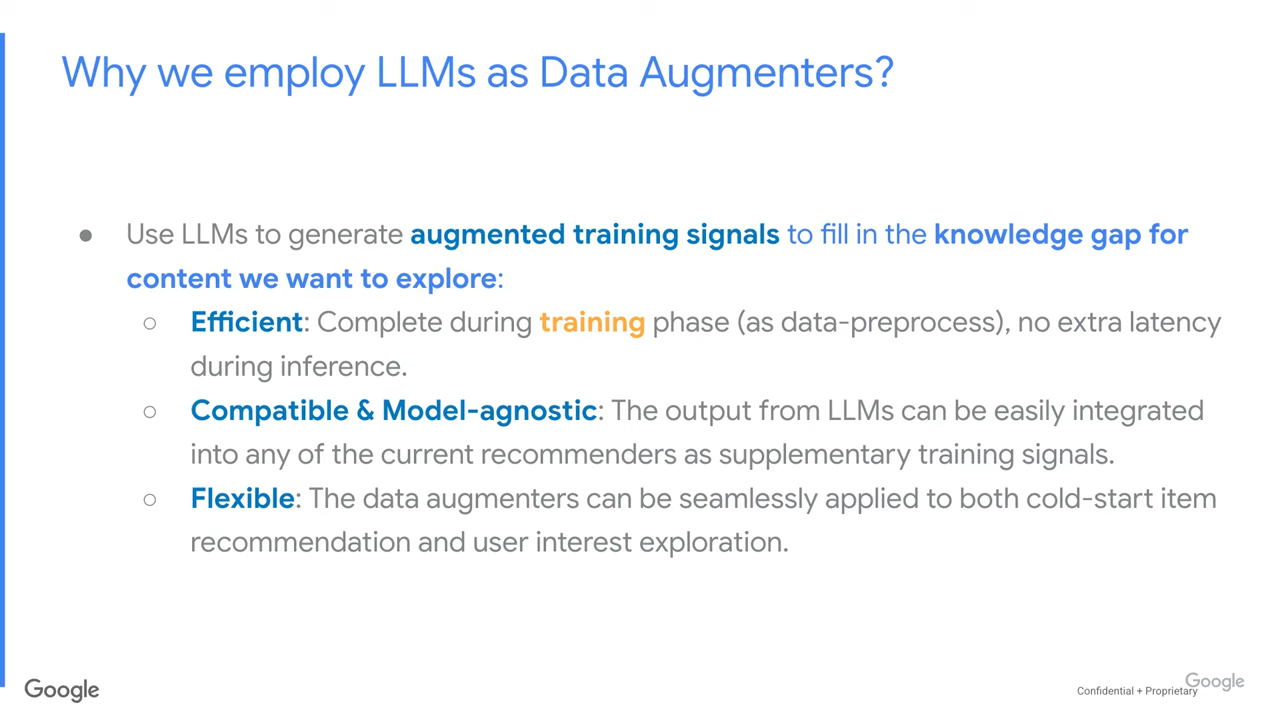 Why we employ LLMs as Data Augmenters?
● Use LLMs to generate augmented training signals to fill in the knowledge gap for
content we want to explore:
○ Efficient: Complete during training phase (as data-preprocess), no extra latency
during inference.
○ Compatible & Model-agnostic: The output from LLMs can be easily integrated
into any of the current recommenders as supplementary training signals.
○ Flexible: The data augmenters can be seamlessly applied to both cold-start item
recommendation and user interest exploration.
Google
Confidential + Proprietary
Google